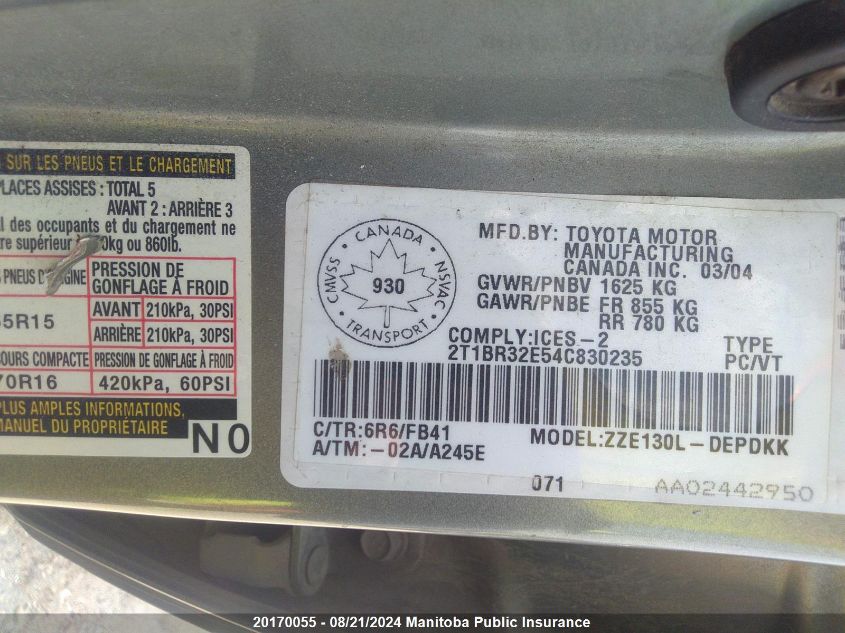 SUR LES PNEUS ET LE CHARGEMENT
PLACES ASSISES : TOTAL 5
AVANT 2 : ARRIÈRE 3
des occupants et du chargement ne
supérieur kg ou 860lb.
PNEUS
PRESSION DE
GONFLAGE À FROID
5R15
AVANT 210kPa, 30PSI
ARRIÈRE 210kPa, 30PSI
COMPACTE PRESSION DE GONFLAGE À FROID
70R16 420kPa, 60PSI
PLUS AMPLES INFORMATIONS,
MANUEL DU PROPRIÉTAIRE
N0
CANADA
CMVSS
NSVAC
930
TRANSPORT
MFD.BY: TOYOTA MOTOR
MANUFACTURING
CANADA INC. 03/04
GVWR/PNBV 1625 KG
GAWR/PNBE FR 855 KG
RR 780 KG
COMPLY:ICES-2 TYPE
2T1BR32E54C830235 PC/VT
C/TR:6R6/FB41 MODEL:ZZE130L-DEPDKK
A/TM:-02A/A245E
071 AA02442950
20170055 - 08/21/2024 Manitoba Public Insurance